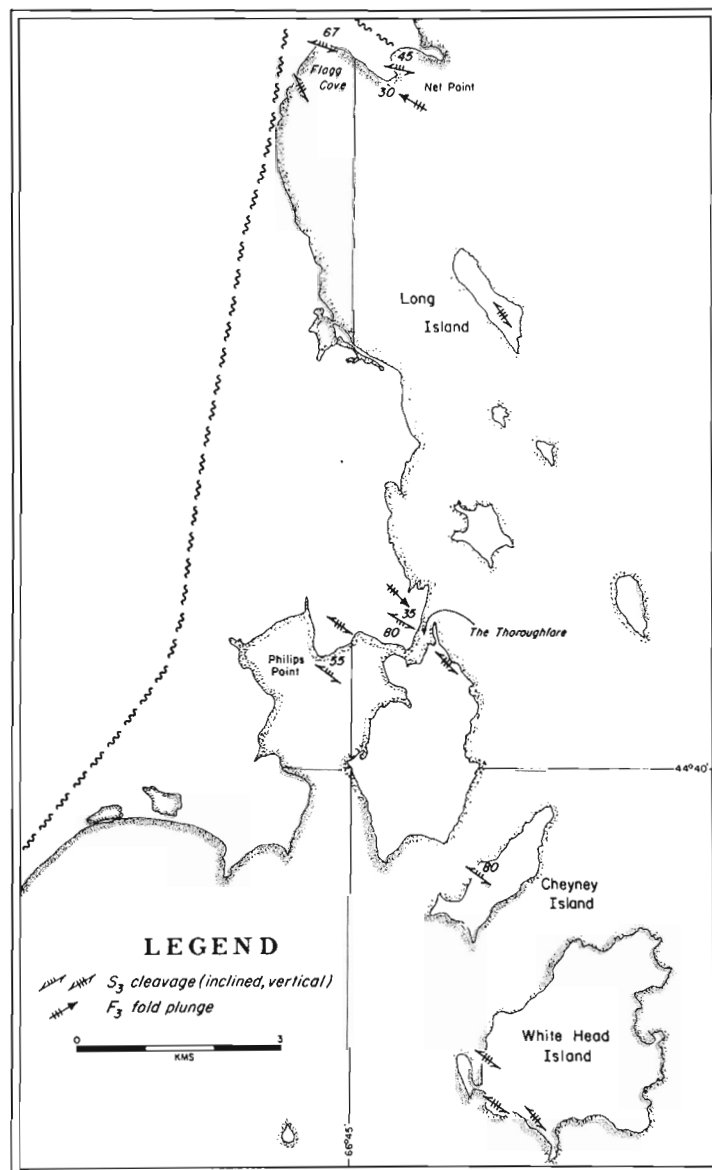 67
Flagg
Cove
45
30
Net Point
Long
Island
35
80
The Thoroughfare
Philips
Point
55
44°40'
80
Cheyney
Island
LEGEND
S₃ cleavage (inclined, vertical)
F₃ fold plunge
0 3
KMS
White Head
Island
66°45'